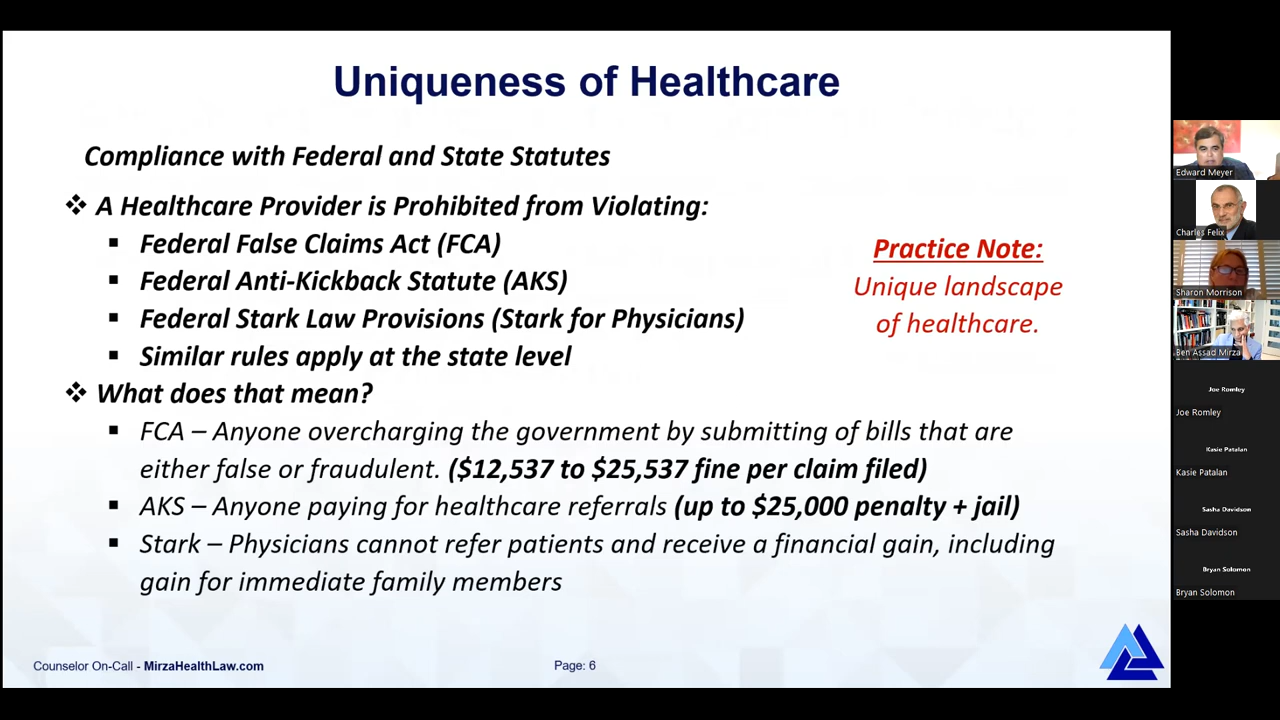 Uniqueness of Healthcare
Compliance with Federal and State Statutes
❖ A Healthcare Provider is Prohibited from Violating:
▪ Federal False Claims Act (FCA)
▪ Federal Anti-Kickback Statute (AKS)
▪ Federal Stark Law Provisions (Stark for Physicians)
▪ Similar rules apply at the state level
❖ What does that mean?
▪ FCA – Anyone overcharging the government by submitting of bills that are
either false or fraudulent. ($12,537 to $25,537 fine per claim filed)
▪ AKS – Anyone paying for healthcare referrals (up to $25,000 penalty + jail)
▪ Stark – Physicians cannot refer patients and receive a financial gain, including
gain for immediate family members
Practice Note:
Unique landscape
of healthcare.
Counselor On-Call - MirzaHealthLaw.com
Page: 6
Edward Meyer
Charles Felix
Sharon Morrison
Ben Assad Mirza
Joe Romley
Joe Romley
Kasie Patalan
Kasie Patalan
Sasha Davidson
Sasha Davidson
Bryan Solomon
Bryan Solomon